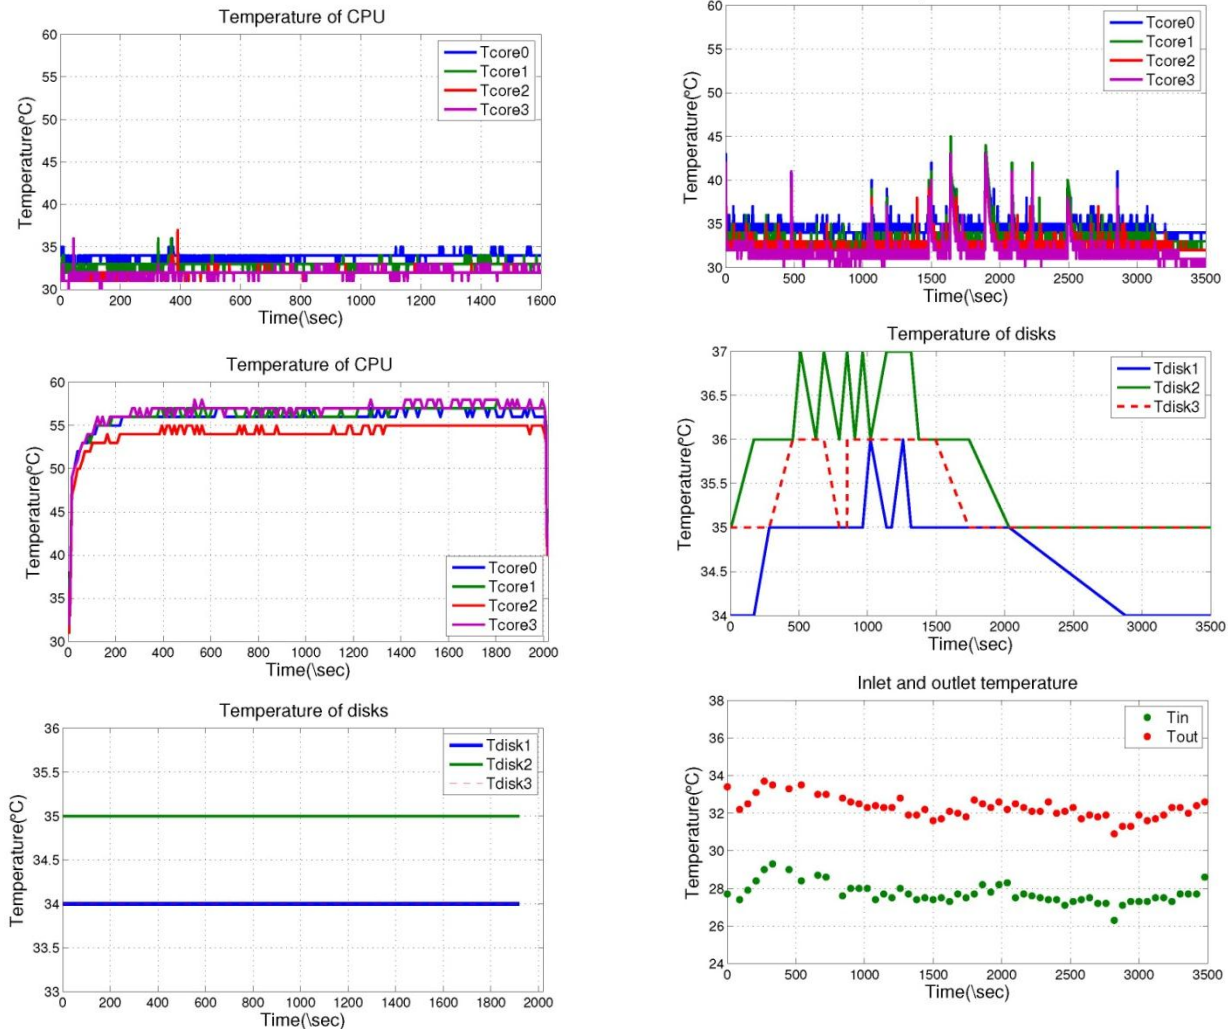 Temperature of CPU
60
55
50
45
40
35
30
Temperature(ºC)
0 200 400 600 800 1000 1200 1400 1600
Time(\sec)
Tcore0
Tcore1
Tcore2
Tcore3
60
55
50
45
40
35
30
Temperature(ºC)
0 500 1000 1500 2000 2500 3000 3500
Time(\sec)
Tcore0
Tcore1
Tcore2
Tcore3
Temperature of CPU
60
55
50
45
40
35
30
Temperature(ºC)
0 200 400 600 800 1000 1200 1400 1600 1800 2000
Time(\sec)
Tcore0
Tcore1
Tcore2
Tcore3
Temperature of disks
37
36.5
36
35.5
35
34.5
34
Temperature(ºC)
0 500 1000 1500 2000 2500 3000 3500
Time(\sec)
Tdisk1
Tdisk2
Tdisk3
Temperature of disks
36
35.5
35
34.5
34
33.5
33
Temperature(ºC)
0 200 400 600 800 1000 1200 1400 1600 1800 2000
Time(\sec)
Tdisk1
Tdisk2
Tdisk3
Inlet and outlet temperature
38
36
34
32
30
28
26
24
Temperature(ºC)
0 500 1000 1500 2000 2500 3000 3500
Time(\sec)
Tin
Tout